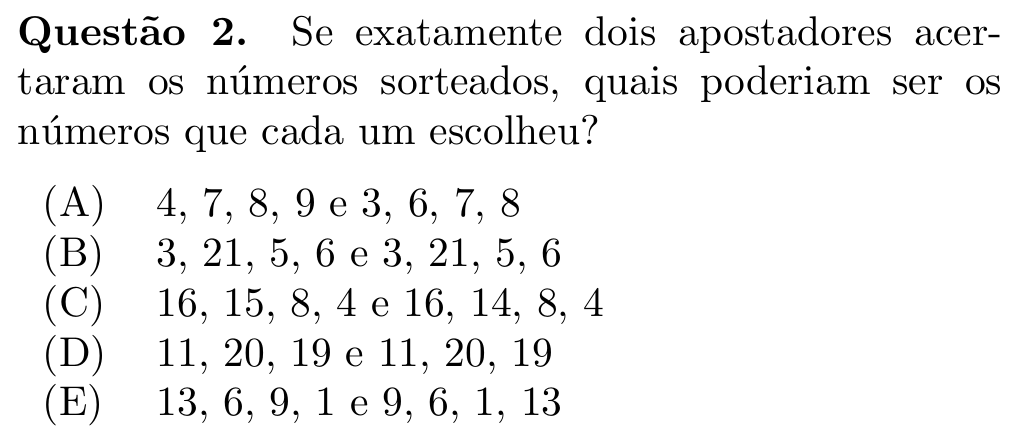 Questão 2. Se exatamente dois apostadores acer-
taram os números sorteados, quais poderiam ser os
números que cada um escolheu?
(A) 4, 7, 8, 9 e 3, 6, 7, 8
(B) 3, 21, 5, 6 e 3, 21, 5, 6
(C) 16, 15, 8, 4 e 16, 14, 8, 4
(D) 11, 20, 19 e 11, 20, 19
(E) 13, 6, 9, 1 e 9, 6, 1, 13